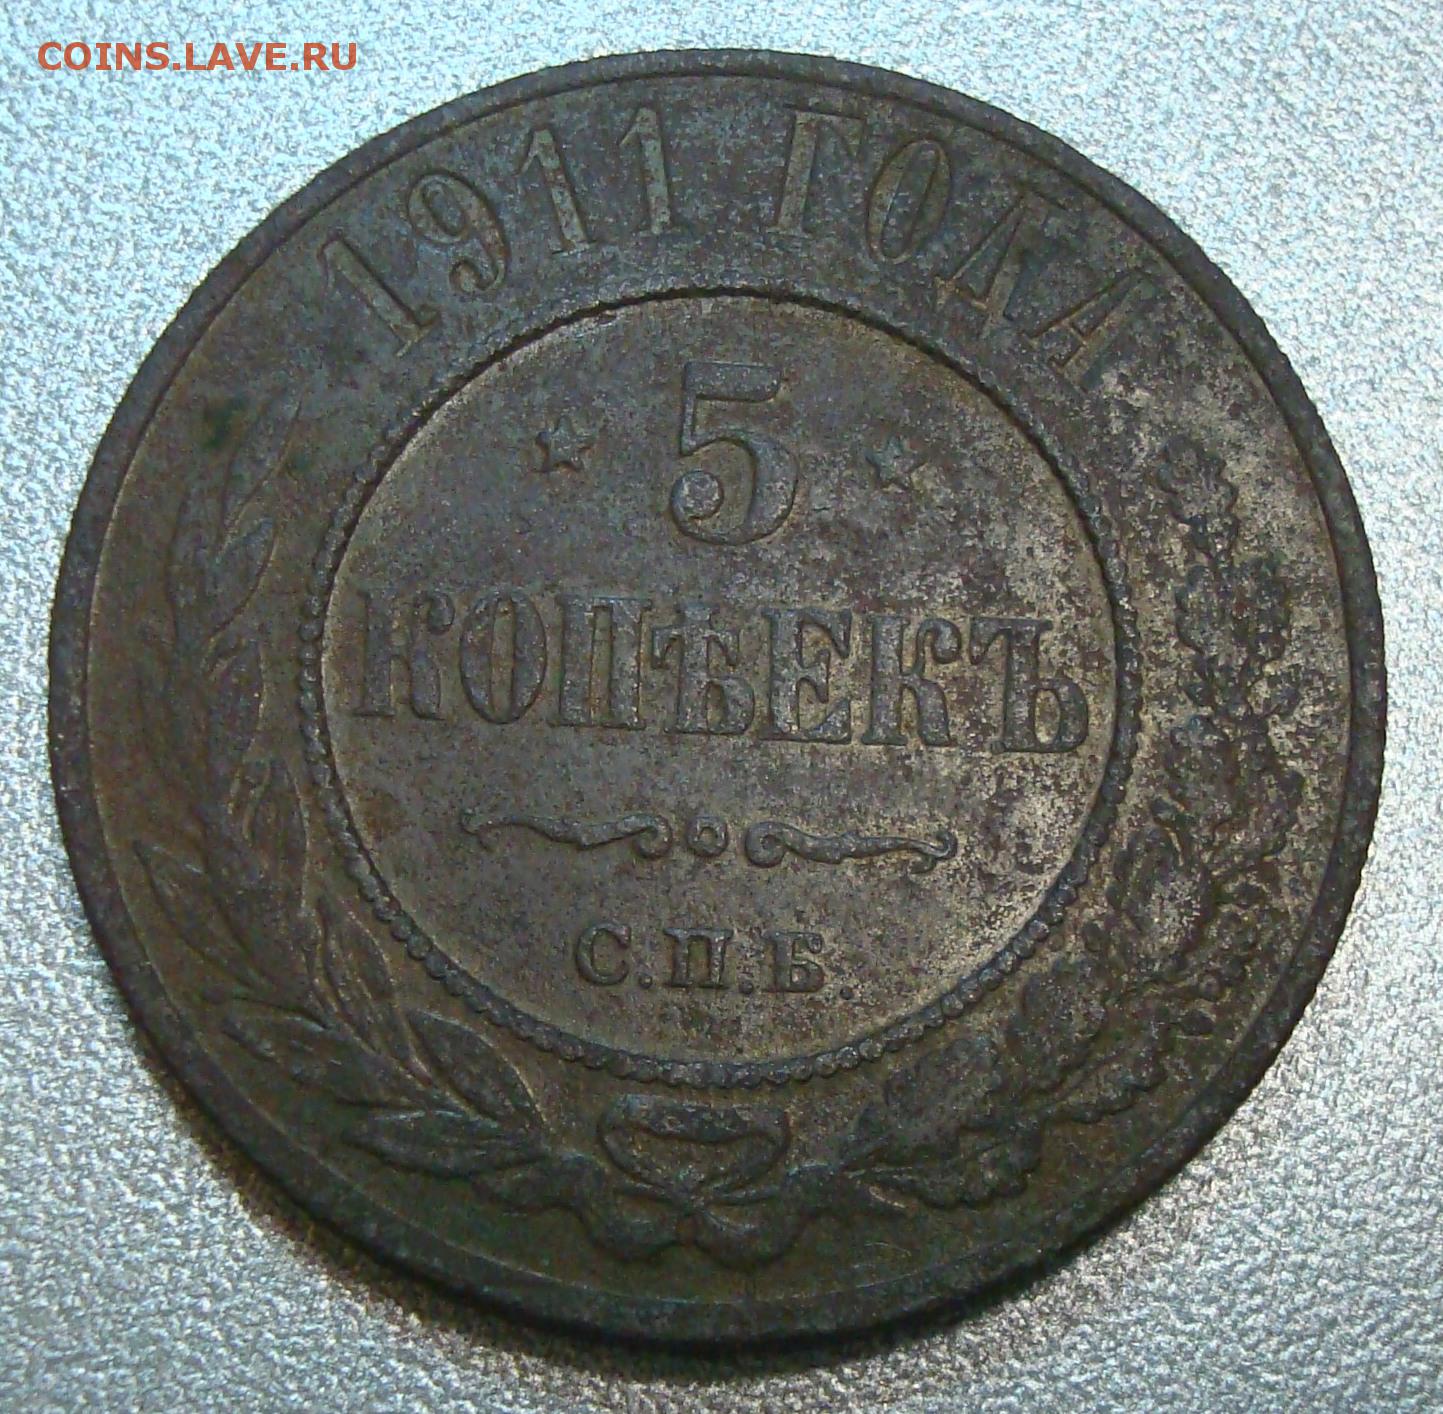 COINS.LAVE.RU
1911 ГОДА
5
КОПѢЕКЪ
С.П.Б.